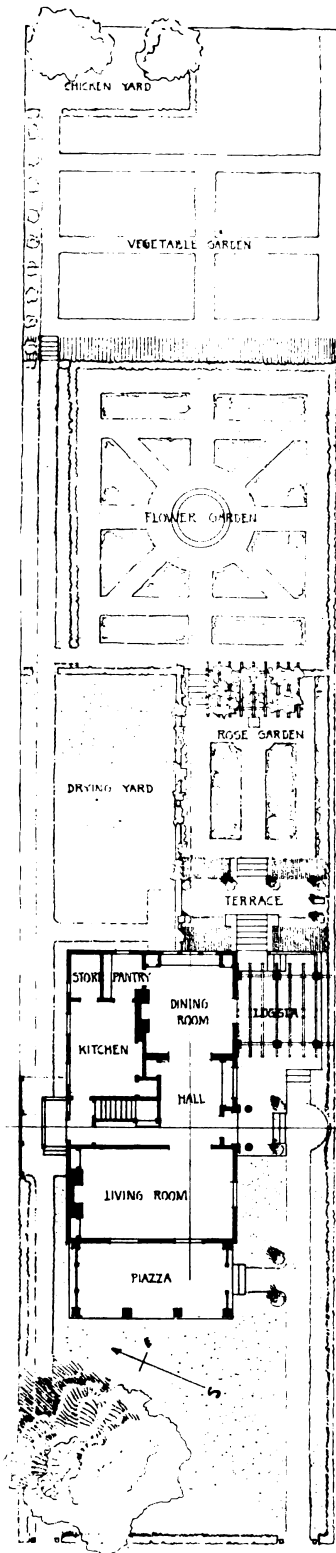 CHICKEN YARD
VEGETABLE GARDEN
FLOWER GARDEN
ROSE GARDEN
DRYING YARD
TERRACE
STORE PANTRY
DINING
ROOM
LOGGIA
KITCHEN
HALL
LIVING ROOM
PIAZZA
S